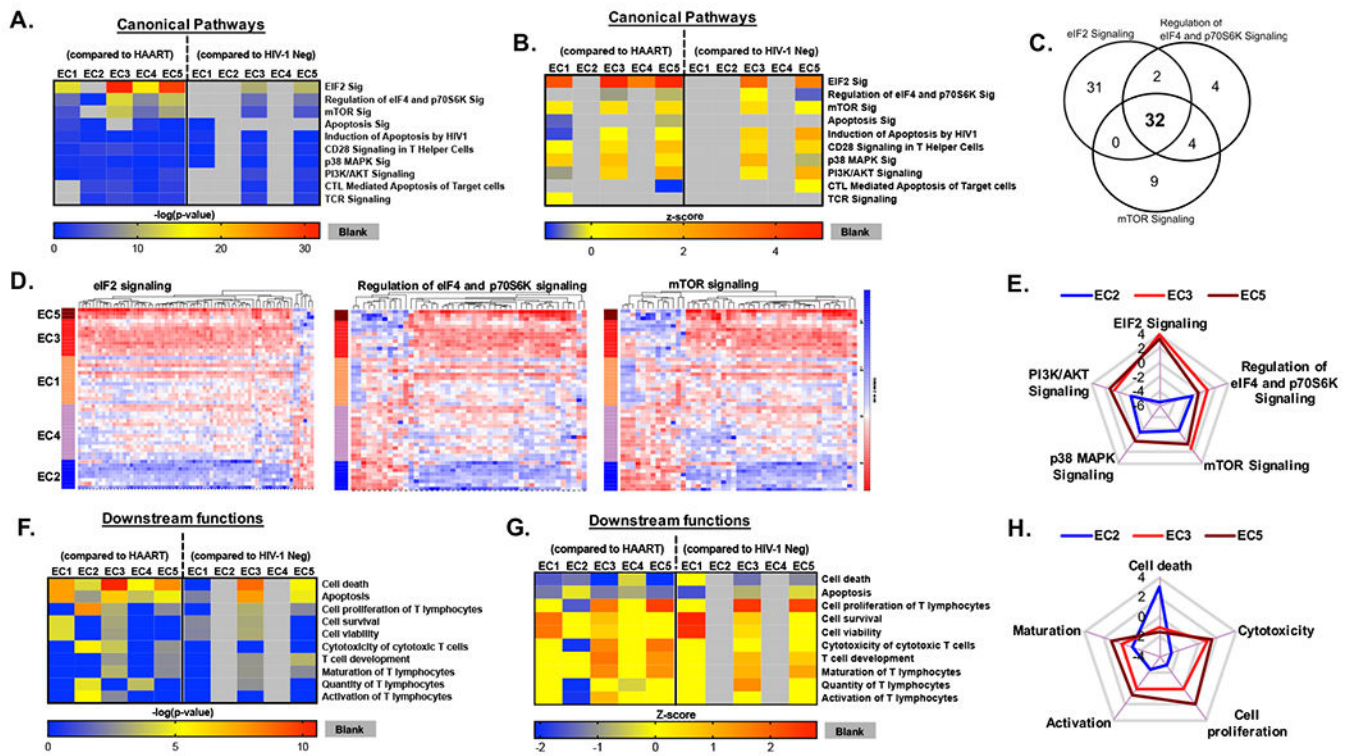 A.
Canonical Pathways
(compared to HAART) (compared to HIV-1 Neg)
EC1 EC2 EC3 EC4 EC5 EC1 EC2 EC3 EC4 EC5
EIF2 Sig
Regulation of eIF4 and p70S6K Sig
mTOR Sig
Apoptosis Sig
Induction of Apoptosis by HIV1
CD28 Signaling in T Helper Cells
p38 MAPK Sig
PI3K/AKT Signaling
CTL Mediated Apoptosis of Target cells
TCR Signaling
-log(p-value)
Blank
0 10 20 30
B.
Canonical Pathways
(compared to HAART) (compared to HIV-1 Neg)
EC1 EC2 EC3 EC4 EC5 EC1 EC2 EC3 EC4 EC5
EIF2 Sig
Regulation of eIF4 and p70S6K Sig
mTOR Sig
Apoptosis Sig
Induction of Apoptosis by HIV1
CD28 Signaling in T Helper Cells
p38 MAPK Sig
PI3K/AKT Signaling
CTL Mediated Apoptosis of Target cells
TCR Signaling
z-score
Blank
0 2 4
C.
eIF2 Signaling
Regulation of
eIF4 and p70S6K Signaling
31 2 4
32
0 4
9
mTOR Signaling
D.
eIF2 signaling
Regulation of eIF4 and p70S6K signaling
mTOR signaling
EC5
EC3
EC1
EC4
EC2
E.
EC2 EC3 EC5
EIF2 Signaling
4
2
0
-2
-4
-6
PI3K/AKT
Signaling
Regulation of
eIF4 and p70S6K
Signaling
p38 MAPK
Signaling
mTOR Signaling
F.
Downstream functions
(compared to HAART) (compared to HIV-1 Neg)
EC1 EC2 EC3 EC4 EC5 EC1 EC2 EC3 EC4 EC5
Cell death
Apoptosis
Cell proliferation of T lymphocytes
Cell survival
Cell viability
Cytotoxicity of cytotoxic T cells
T cell development
Maturation of T lymphocytes
Quantity of T lymphocytes
Activation of T lymphocytes
-log(p-value)
Blank
0 5 10
G.
Downstream functions
(compared to HAART) (compared to HIV-1 Neg)
EC1 EC2 EC3 EC4 EC5 EC1 EC2 EC3 EC4 EC5
Cell death
Apoptosis
Cell proliferation of T lymphocytes
Cell survival
Cell viability
Cytotoxicity of cytotoxic T cells
T cell development
Maturation of T lymphocytes
Quantity of T lymphocytes
Activation of T lymphocytes
Z-score
Blank
-2 -1 0 1 2
H.
EC2 EC3 EC5
Cell death
4
2
0
-2
-4
Maturation
Cytotoxicity
Activation
Cell
proliferation